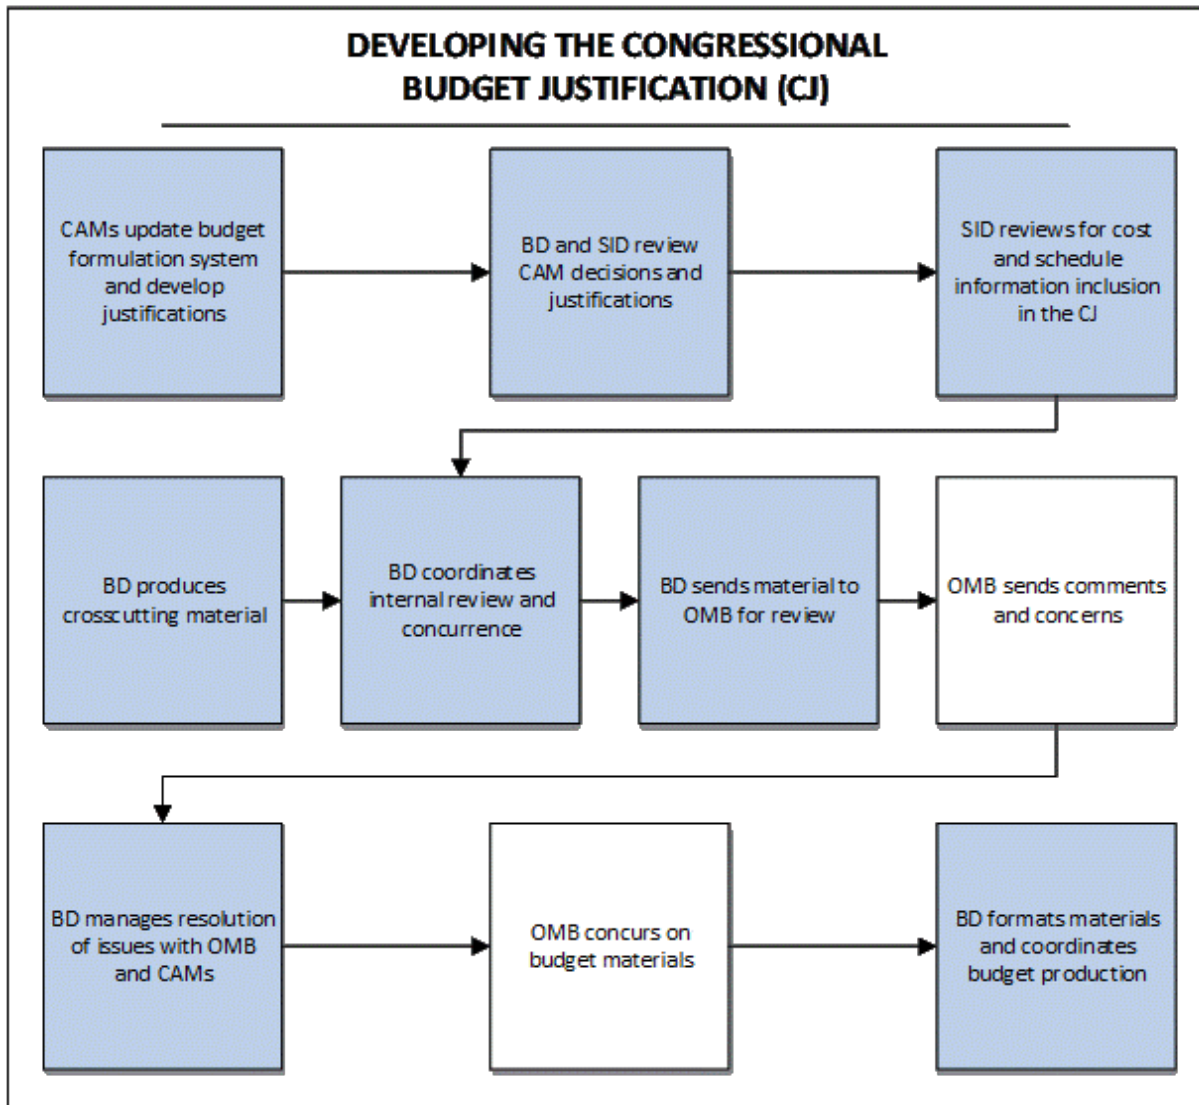 DEVELOPING THE CONGRESSIONAL
BUDGET JUSTIFICATION (CJ)
CAMs update budget
formulation system
and develop
justifications
BD and SID review
CAM decisions and
justifications
SID reviews for cost
and schedule
information inclusion
in the CJ
BD produces
crosscutting material
BD coordinates
internal review and
concurrence
BD sends material to
OMB for review
OMB sends comments
and concerns
BD manages resolution
of issues with OMB
and CAMs
OMB concurs on
budget materials
BD formats materials
and coordinates
budget production